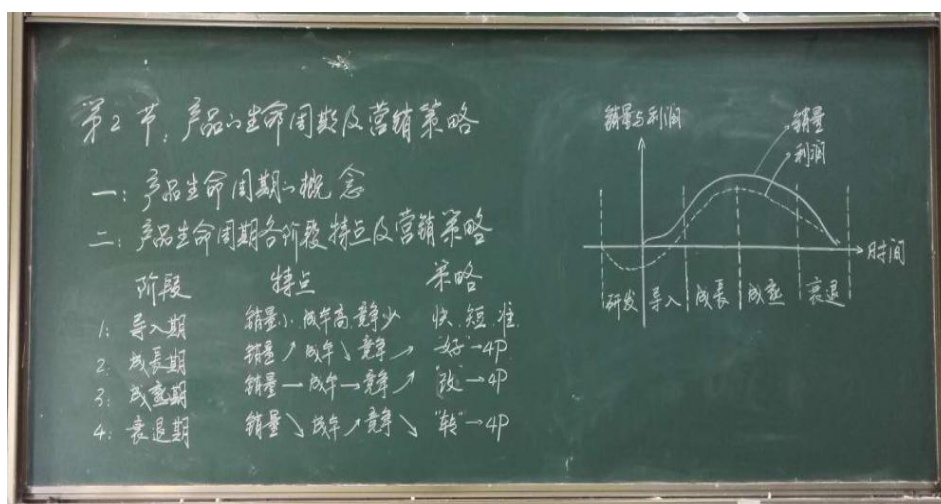 第2节:产品的生命周期及营销策略
一:产品生命周期的概念
二:产品生命周期各阶段特点及营销策略
阶段 特点 策略
1:导入期 销量小、成本高、竞争少 快、短、准
2:成长期 销量↗成本↘竞争↗ "好"→4P
3:成熟期 销量→成本→竞争↗ "改"→4P
4:衰退期 销量↘成本↗竞争↘ "转"→4P
销量与利润
销量
利润
时间
研发 导入 成长 成熟 衰退